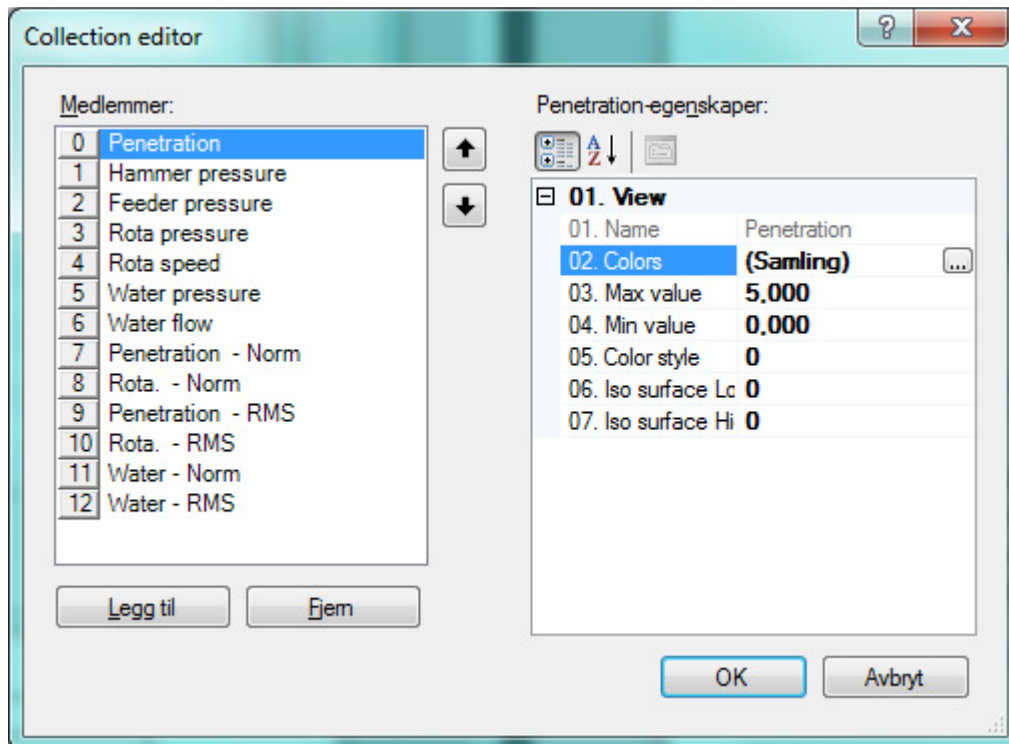 Collection editor
Medlemmer:
0 Penetration
1 Hammer pressure
2 Feeder pressure
3 Rota pressure
4 Rota speed
5 Water pressure
6 Water flow
7 Penetration - Norm
8 Rota. - Norm
9 Penetration - RMS
10 Rota. - RMS
11 Water - Norm
12 Water - RMS
Legg til
Fjern
Penetration-egenskaper:
A Z
01. View
01. Name Penetration
02. Colors (Samling) ...
03. Max value 5,000
04. Min value 0,000
05. Color style 0
06. Iso surface Lo 0
07. Iso surface Hi 0
OK
Avbryt